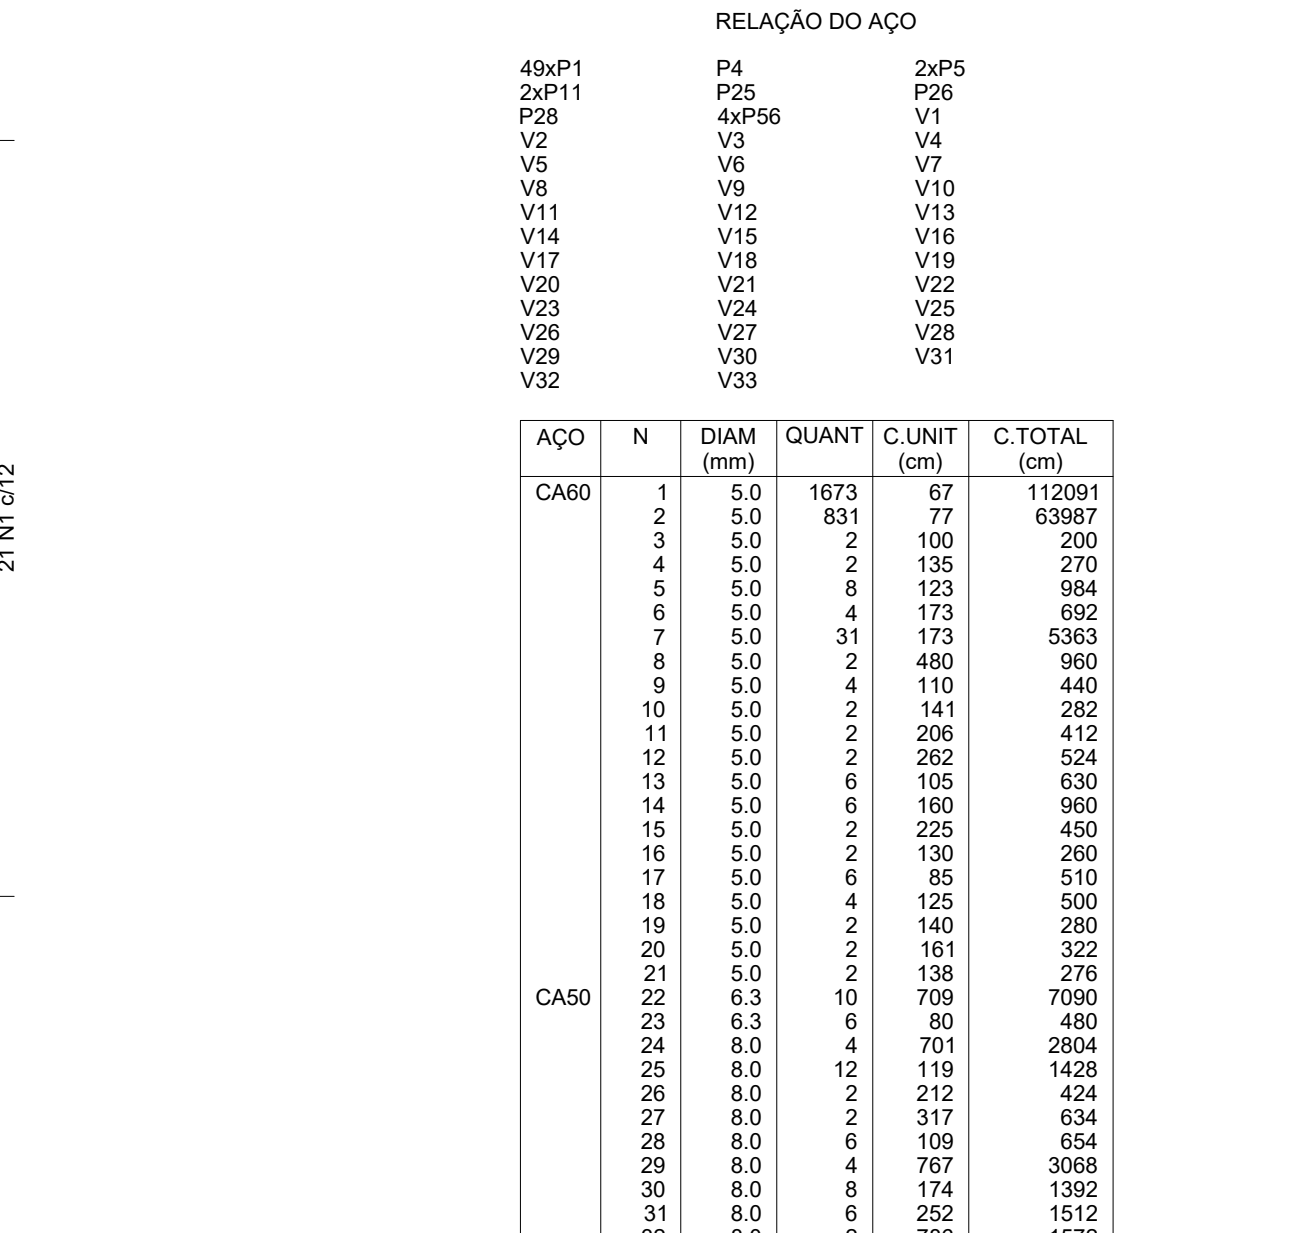 RELAÇÃO DO AÇO
49xP1 P4 2xP5
2xP11 P25 P26
P28 4xP56 V1
V2 V3 V4
V5 V6 V7
V8 V9 V10
V11 V12 V13
V14 V15 V16
V17 V18 V19
V20 V21 V22
V23 V24 V25
V26 V27 V28
V29 V30 V31
V32 V33
AÇO N DIAM QUANT C.UNIT C.TOTAL
(mm) (cm) (cm)
CA60 1 5.0 1673 67 112091
2 5.0 831 77 63987
3 5.0 2 100 200
4 5.0 2 135 270
5 5.0 8 123 984
6 5.0 4 173 692
7 5.0 31 173 5363
8 5.0 2 480 960
9 5.0 4 110 440
10 5.0 2 141 282
11 5.0 2 206 412
12 5.0 2 262 524
13 5.0 6 105 630
14 5.0 6 160 960
15 5.0 2 225 450
16 5.0 2 130 260
17 5.0 6 85 510
18 5.0 4 125 500
19 5.0 2 140 280
20 5.0 2 161 322
21 5.0 2 138 276
CA50 22 6.3 10 709 7090
23 6.3 6 80 480
24 8.0 4 701 2804
25 8.0 12 119 1428
26 8.0 2 212 424
27 8.0 2 317 634
28 8.0 6 109 654
29 8.0 4 767 3068
30 8.0 8 174 1392
31 8.0 6 252 1512
21 N1 c/12